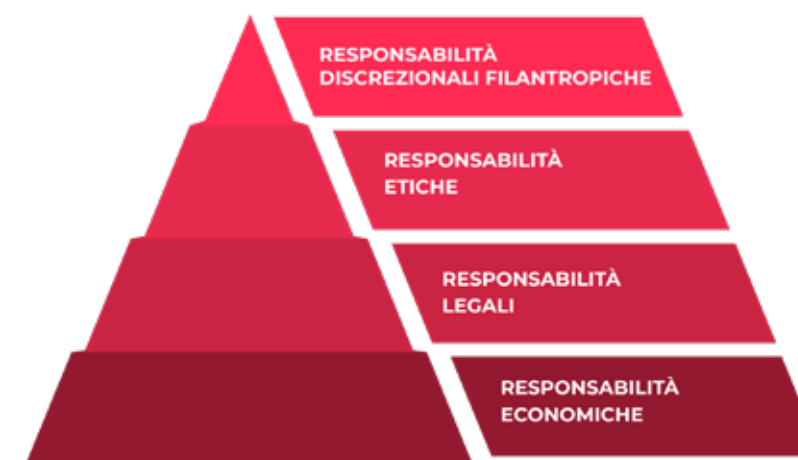 RESPONSABILITÀ
DISCREZIONALI FILANTROPICHE
RESPONSABILITÀ
ETICHE
RESPONSABILITÀ
LEGALI
RESPONSABILITÀ
ECONOMICHE